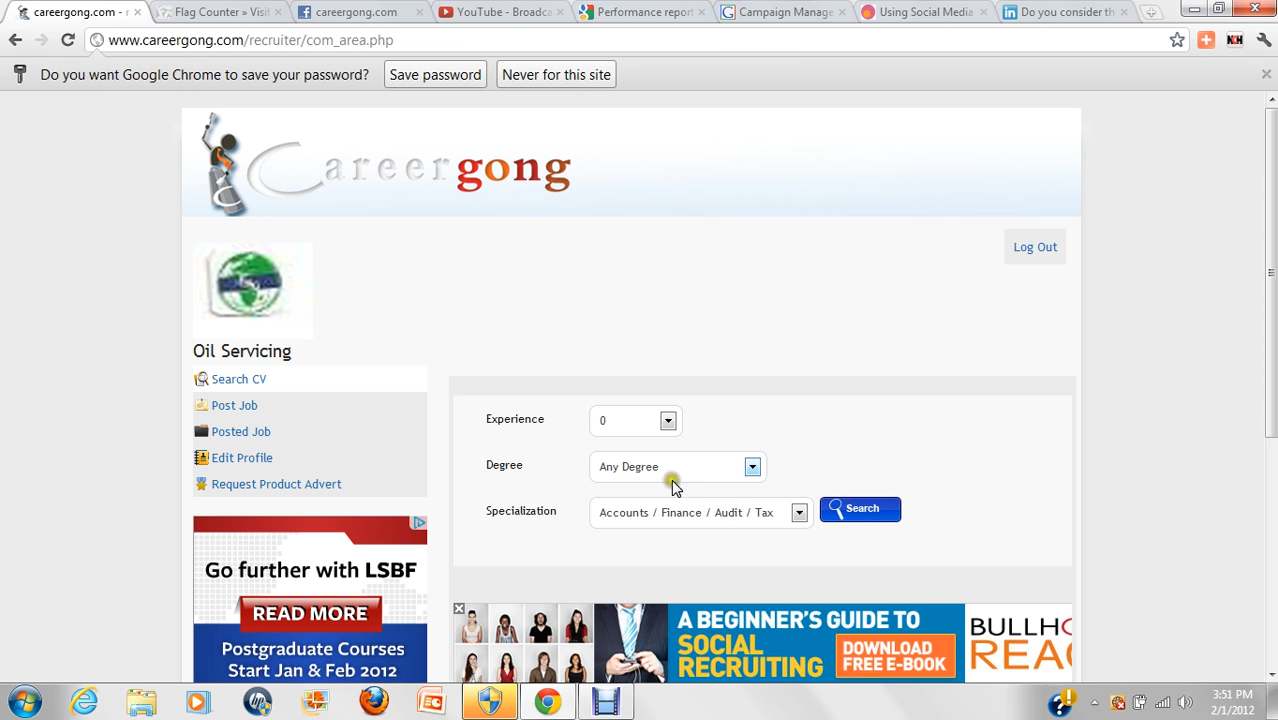 careergong.com - r
Flag Counter » Visit
careergong.com
YouTube - Broadca
Performance report
Campaign Manage
Using Social Media
Do you consider th
www.careergong.com/recruiter/com_area.php
Do you want Google Chrome to save your password?
Save password
Never for this site
Careergong
Log Out
Oil Servicing
Search CV
Post Job
Posted Job
Edit Profile
Request Product Advert
Experience
0
Degree
Any Degree
Specialization
Accounts / Finance / Audit / Tax
Search
Go further with LSBF
READ MORE
Postgraduate Courses
Start Jan & Feb 2012
A BEGINNER'S GUIDE TO
SOCIAL
RECRUITING
DOWNLOAD
FREE E-BOOK
BULLHO
REAC
3:51 PM
2/1/2012